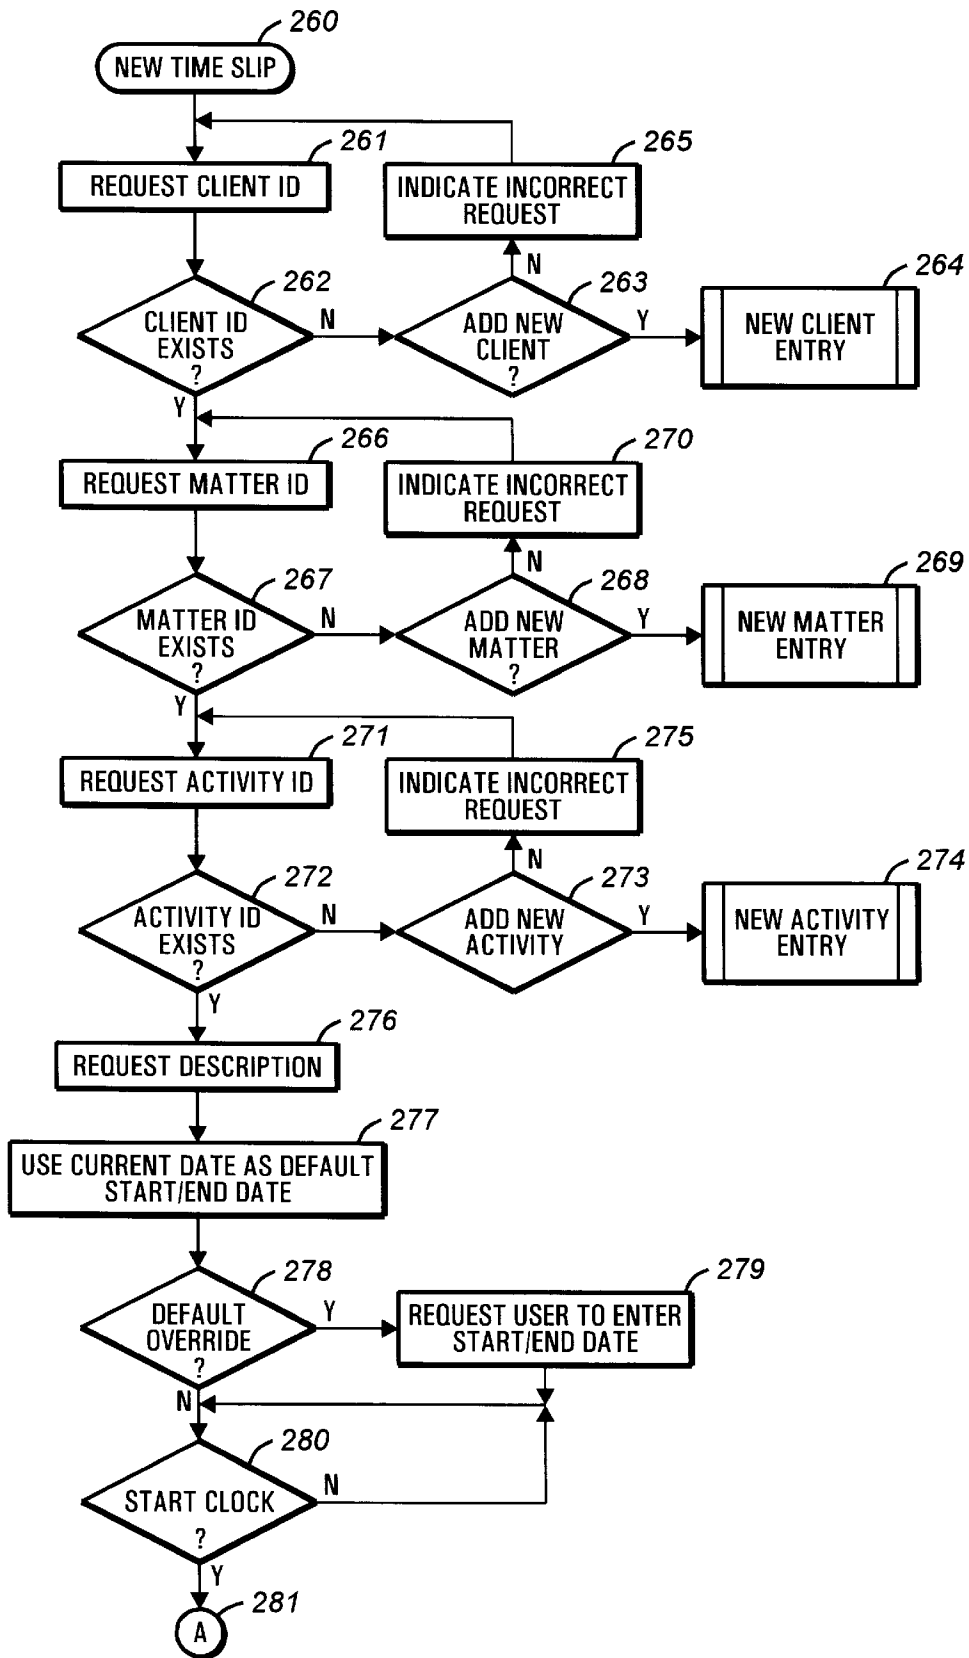 260
NEW TIME SLIP
261
REQUEST CLIENT ID
265
INDICATE INCORRECT
REQUEST
262
CLIENT ID
EXISTS
?
N
Y
263
ADD NEW
CLIENT
?
N
Y
264
NEW CLIENT
ENTRY
266
REQUEST MATTER ID
270
INDICATE INCORRECT
REQUEST
267
MATTER ID
EXISTS
?
N
Y
268
ADD NEW
MATTER
?
N
Y
269
NEW MATTER
ENTRY
271
REQUEST ACTIVITY ID
275
INDICATE INCORRECT
REQUEST
272
ACTIVITY ID
EXISTS
?
N
Y
273
ADD NEW
ACTIVITY
N
Y
274
NEW ACTIVITY
ENTRY
276
REQUEST DESCRIPTION
277
USE CURRENT DATE AS DEFAULT
START/END DATE
278
DEFAULT
OVERRIDE
?
Y
N
279
REQUEST USER TO ENTER
START/END DATE
280
START CLOCK
?
N
Y
281
A